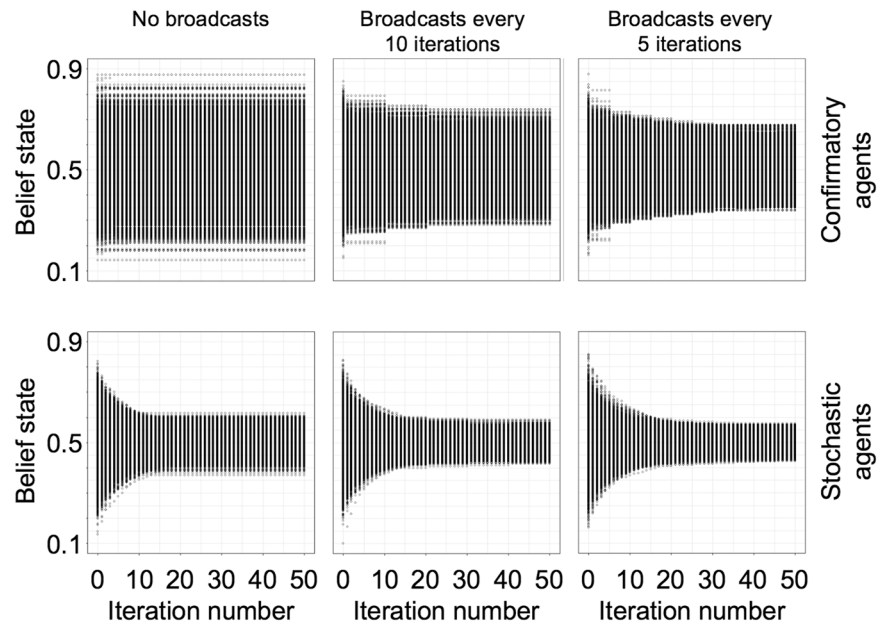 No broadcasts
Broadcasts every
10 iterations
Broadcasts every
5 iterations
Belief state
0.9
0.5
0.1
Confirmatory
agents
Belief state
0.9
0.5
0.1
Stochastic
agents
0 10 20 30 40 50
0 10 20 30 40 50
0 10 20 30 40 50
Iteration number
Iteration number
Iteration number